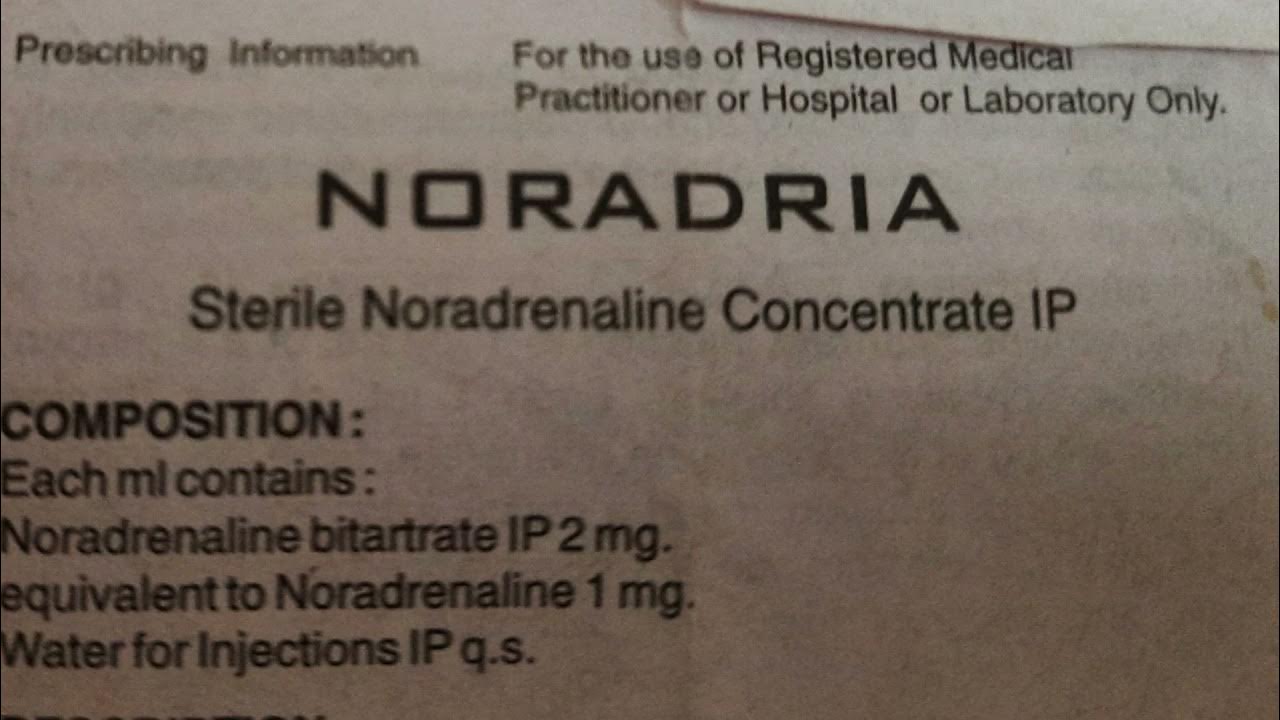 Prescribing Information
For the use of Registered Medical
Practitioner or Hospital or Laboratory Only.
NORADRIA
Sterile Noradrenaline Concentrate IP
COMPOSITION :
Each ml contains :
Noradrenaline bitartrate IP 2 mg.
equivalent to Noradrenaline 1 mg.
Water for Injections IP q.s.